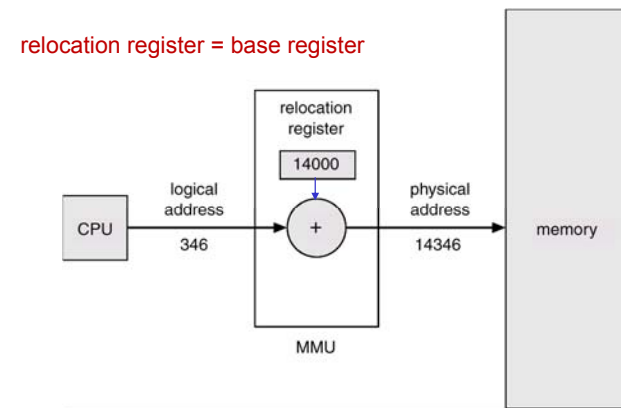 relocation register = base register
relocation
register
14000
logical
address
physical
address
CPU
+
memory
346
14346
MMU